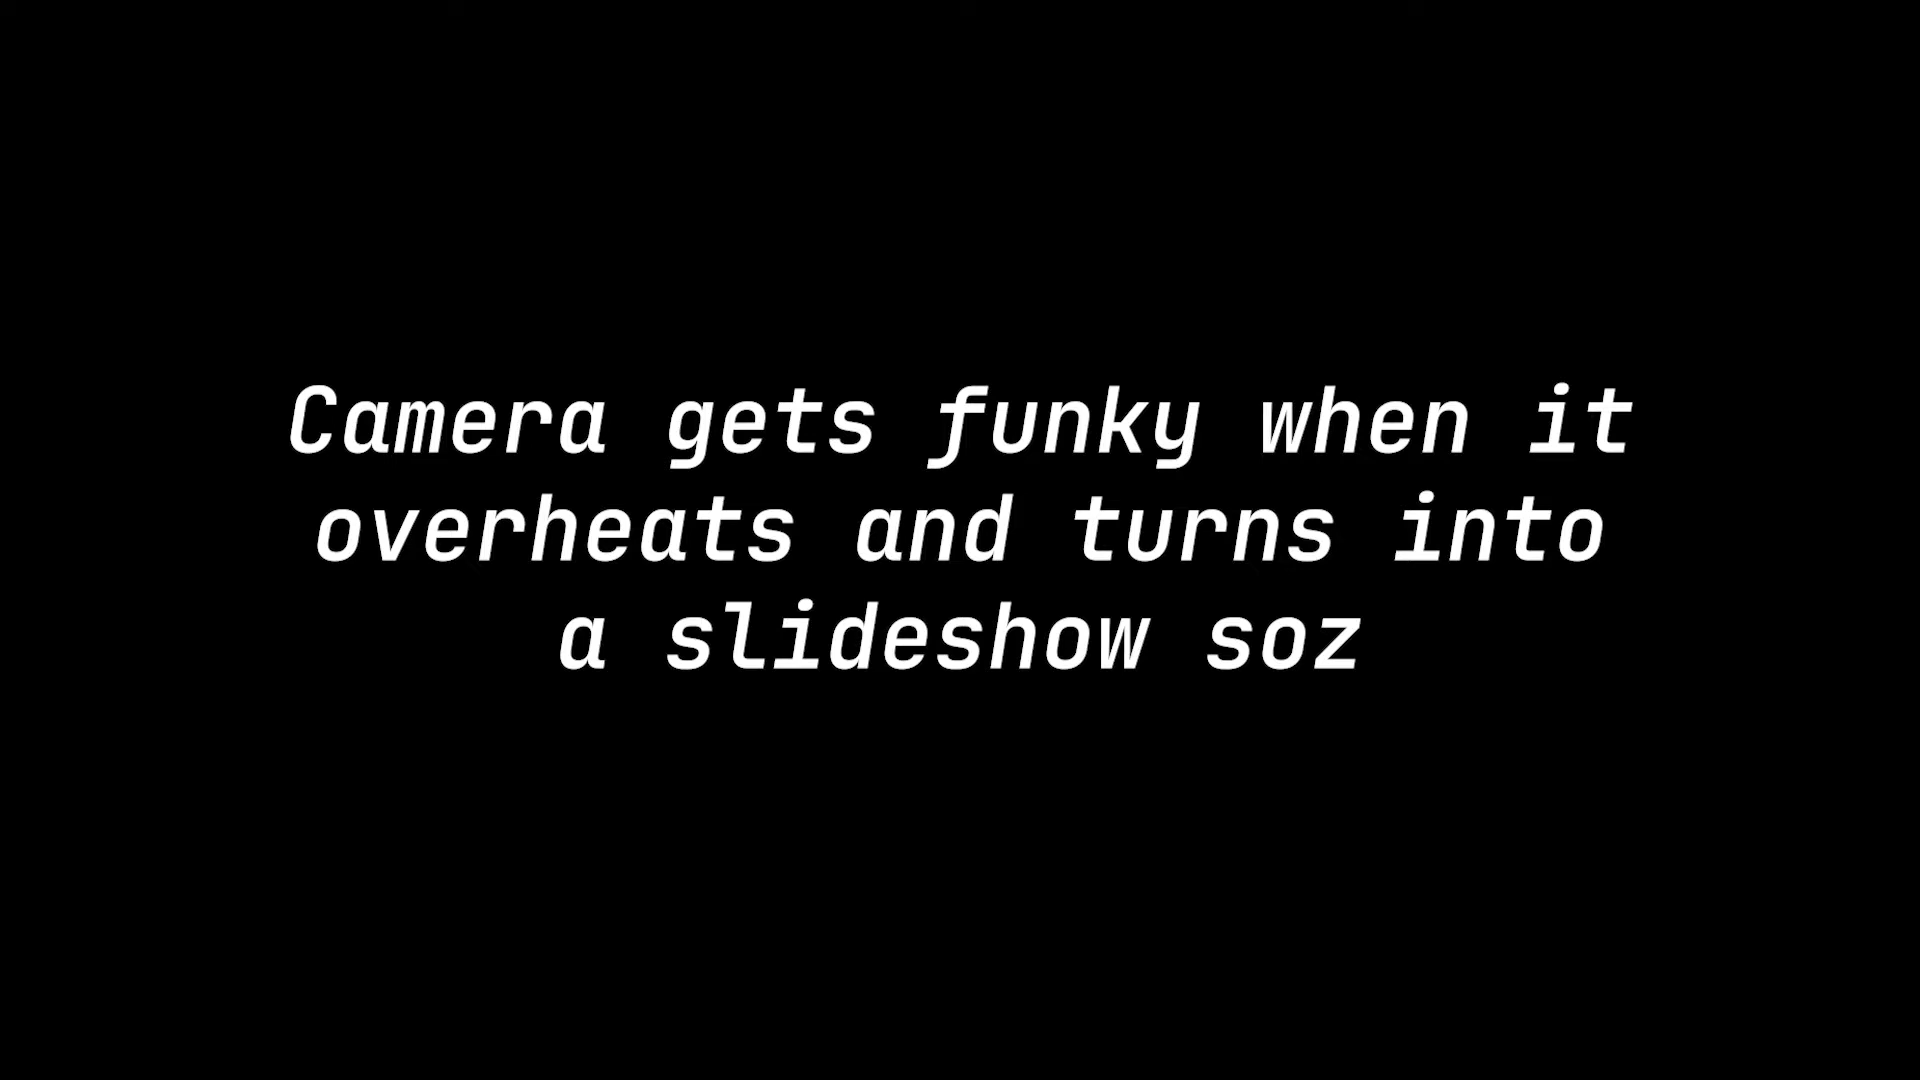 Camera gets funky when it
overheats and turns into
a slideshow soz